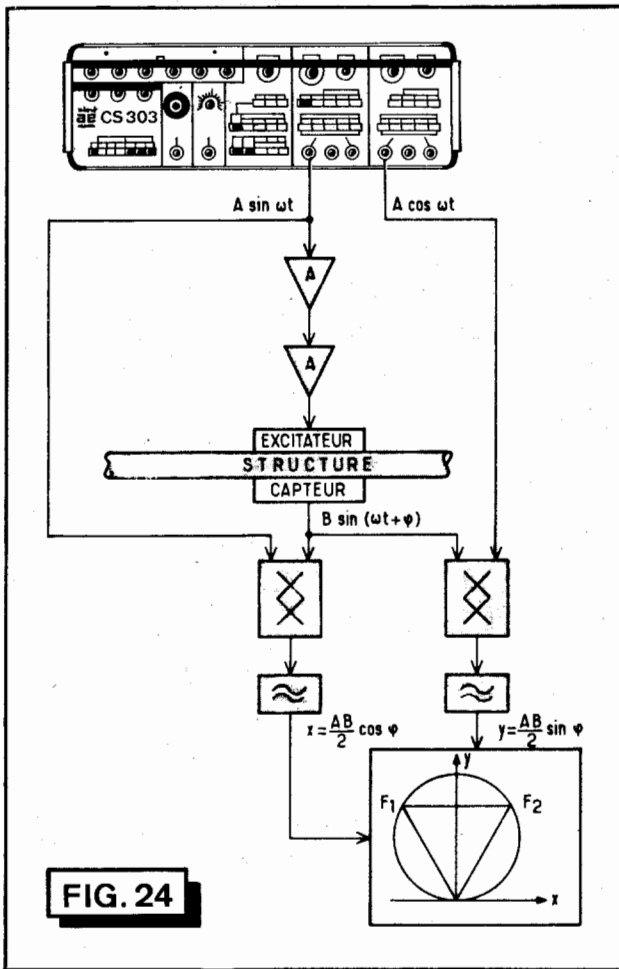 CS 303
A sin ωt
A cos ωt
A
A
EXCITATEUR
STRUCTURE
CAPTEUR
B sin (ωt+φ)
x = AB/2 cos φ
y = AB/2 sin φ
y
F1
F2
x
FIG. 24